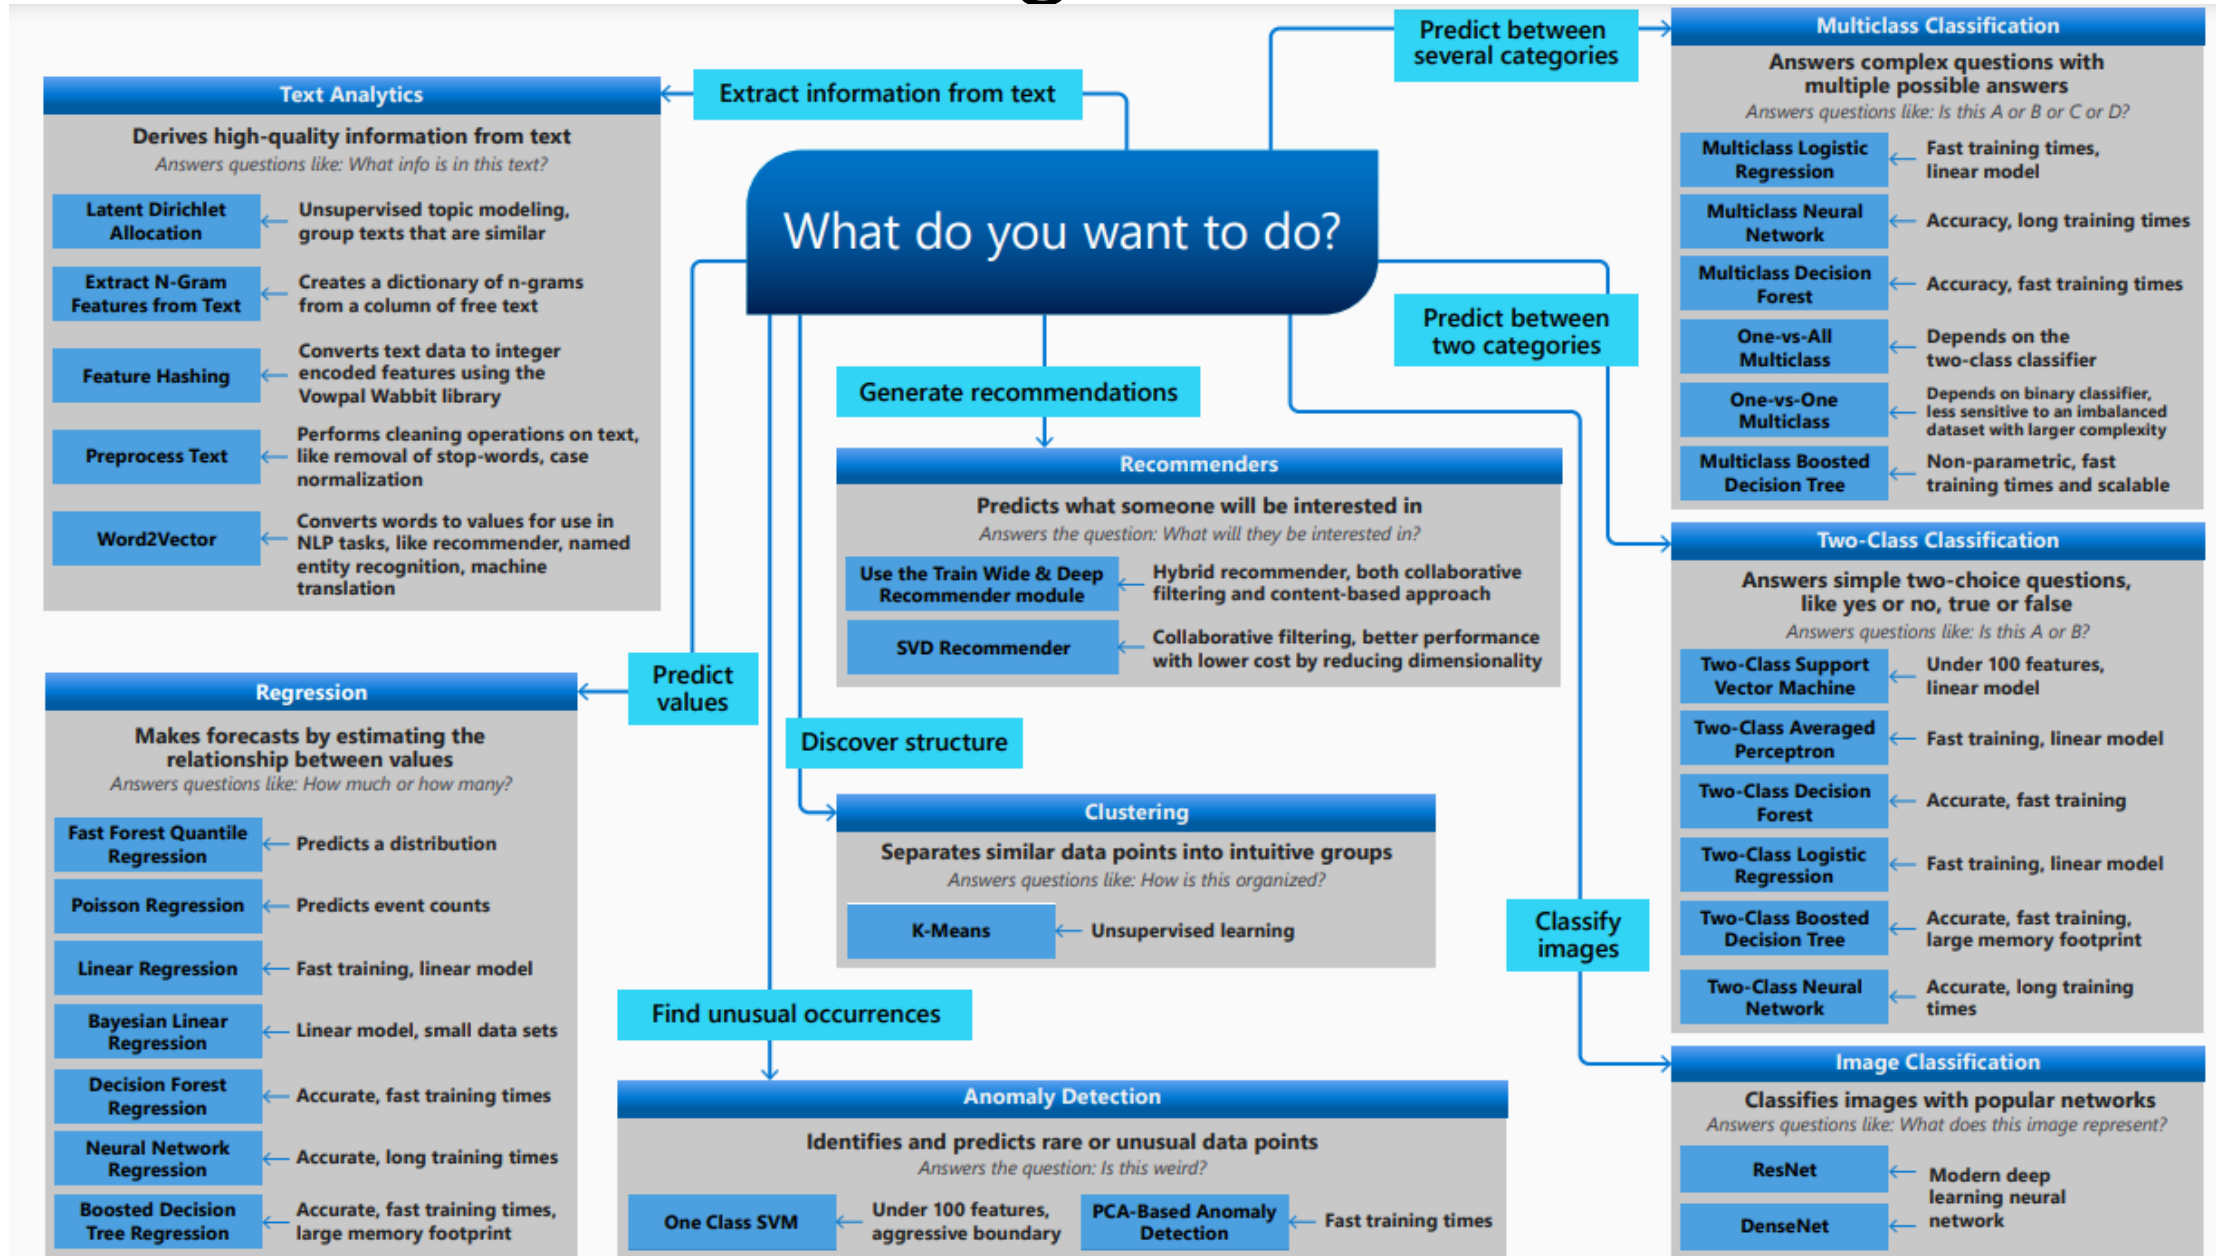 What do you want to do?
Extract information from text
Text Analytics
Derives high-quality information from text
Answers questions like: What info is in this text?
Latent Dirichlet
Allocation
Unsupervised topic modeling,
group texts that are similar
Extract N-Gram
Features from Text
Creates a dictionary of n-grams
from a column of free text
Feature Hashing
Converts text data to integer
encoded features using the
Vowpal Wabbit library
Preprocess Text
Performs cleaning operations on text,
like removal of stop-words, case
normalization
Word2Vector
Converts words to values for use in
NLP tasks, like recommender, named
entity recognition, machine
translation
Predict
values
Regression
Makes forecasts by estimating the
relationship between values
Answers questions like: How much or how many?
Fast Forest Quantile
Regression
Predicts a distribution
Poisson Regression
Predicts event counts
Linear Regression
Fast training, linear model
Bayesian Linear
Regression
Linear model, small data sets
Decision Forest
Regression
Accurate, fast training times
Neural Network
Regression
Accurate, long training times
Boosted Decision
Tree Regression
Accurate, fast training times,
large memory footprint
Generate recommendations
Recommenders
Predicts what someone will be interested in
Answers the question: What will they be interested in?
Use the Train Wide & Deep
Recommender module
Hybrid recommender, both collaborative
filtering and content-based approach
SVD Recommender
Collaborative filtering, better performance
with lower cost by reducing dimensionality
Discover structure
Clustering
Separates similar data points into intuitive groups
Answers questions like: How is this organized?
K-Means
Unsupervised learning
Find unusual occurrences
Anomaly Detection
Identifies and predicts rare or unusual data points
Answers the question: Is this weird?
One Class SVM
Under 100 features,
aggressive boundary
PCA-Based Anomaly
Detection
Fast training times
Predict between
several categories
Multiclass Classification
Answers complex questions with
multiple possible answers
Answers questions like: Is this A or B or C or D?
Multiclass Logistic
Regression
Fast training times,
linear model
Multiclass Neural
Network
Accuracy, long training times
Multiclass Decision
Forest
Accuracy, fast training times
One-vs-All
Multiclass
Depends on the
two-class classifier
One-vs-One
Multiclass
Depends on binary classifier,
less sensitive to an imbalanced
dataset with larger complexity
Multiclass Boosted
Decision Tree
Non-parametric, fast
training times and scalable
Predict between
two categories
Two-Class Classification
Answers simple two-choice questions,
like yes or no, true or false
Answers questions like: Is this A or B?
Two-Class Support
Vector Machine
Under 100 features,
linear model
Two-Class Averaged
Perceptron
Fast training, linear model
Two-Class Decision
Forest
Accurate, fast training
Two-Class Logistic
Regression
Fast training, linear model
Two-Class Boosted
Decision Tree
Accurate, fast training,
large memory footprint
Two-Class Neural
Network
Accurate, long training
times
Classify
images
Image Classification
Classifies images with popular networks
Answers questions like: What does this image represent?
ResNet
DenseNet
Modern deep
learning neural
network